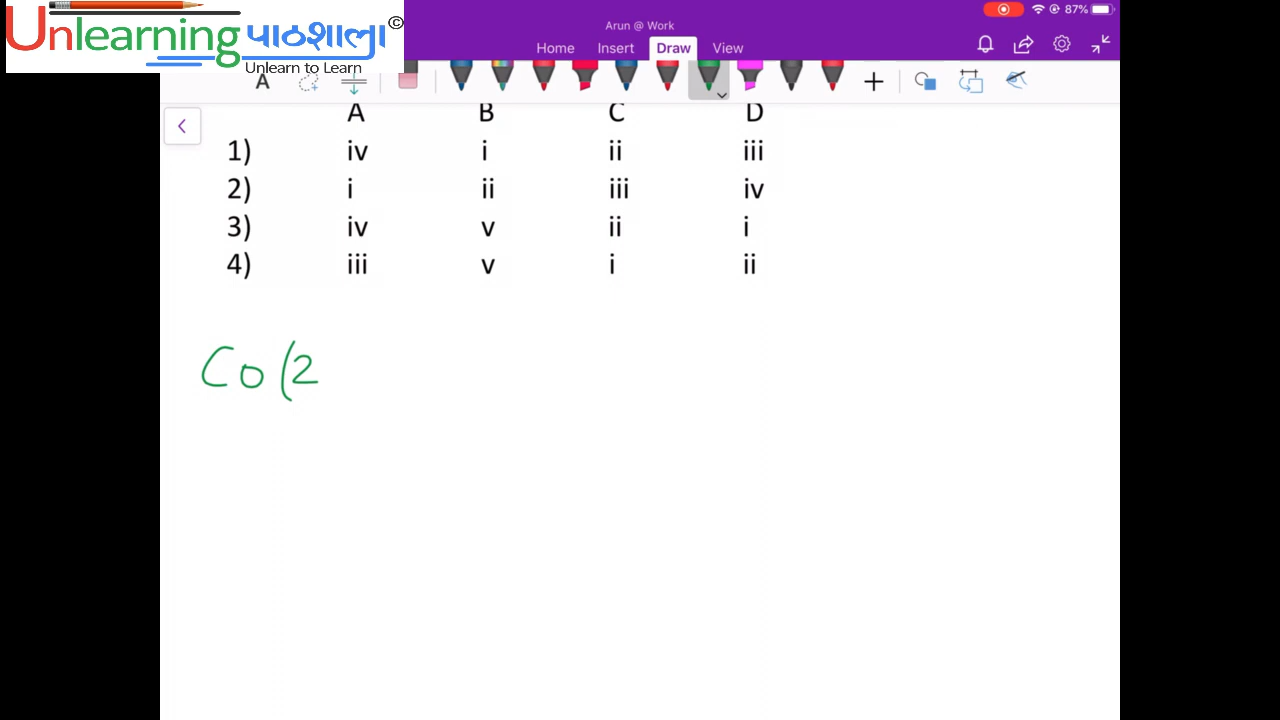 Unlearning पाठशाला ©
Unlearn to Learn
Arun @ Work
87%
Home Insert Draw View
A
A B C D
1) iv i ii iii
2) i ii iii iv
3) iv v ii i
4) iii v i ii
Co(2